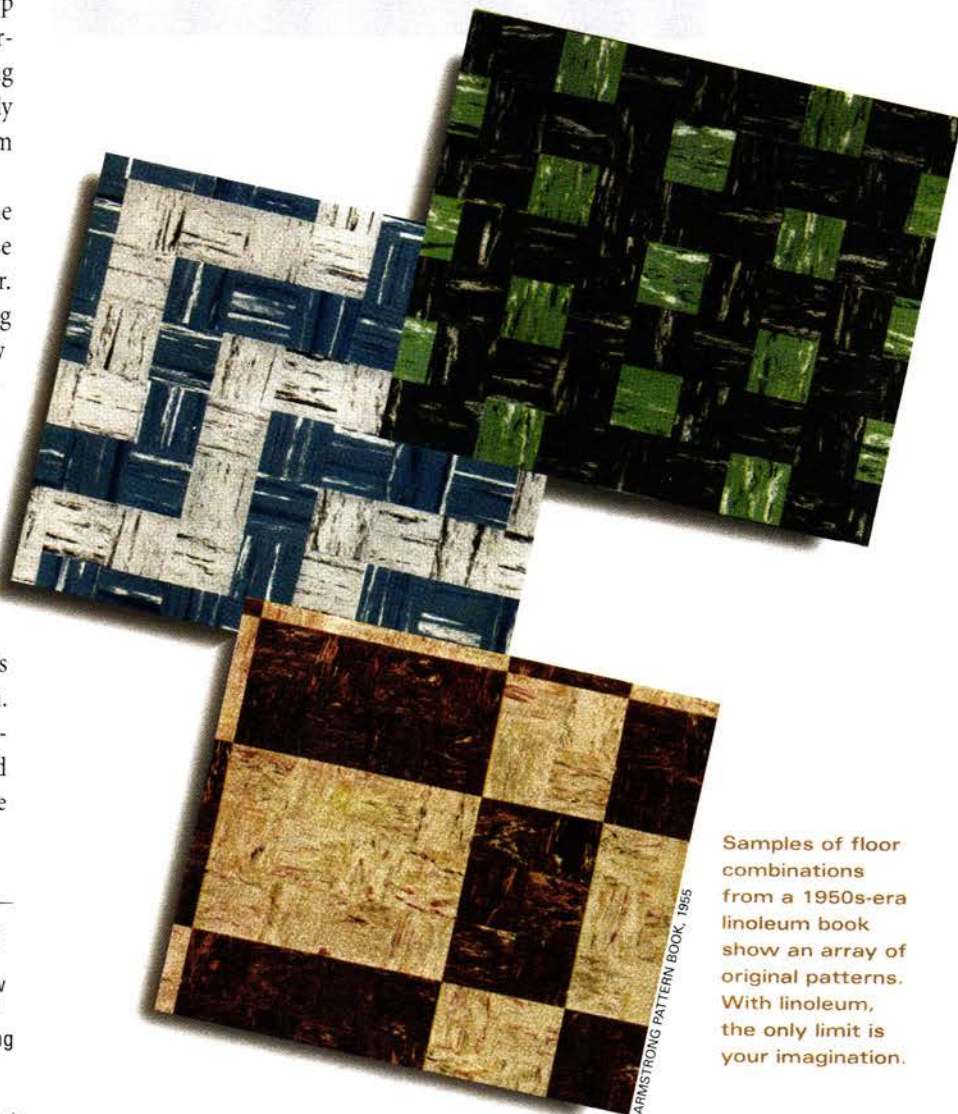 ARMSTRONG PATTERN BOOK, 1955
Samples of floor
combinations
from a 1950s-era
linoleum book
show an array of
original patterns.
With linoleum,
the only limit is
your imagination.